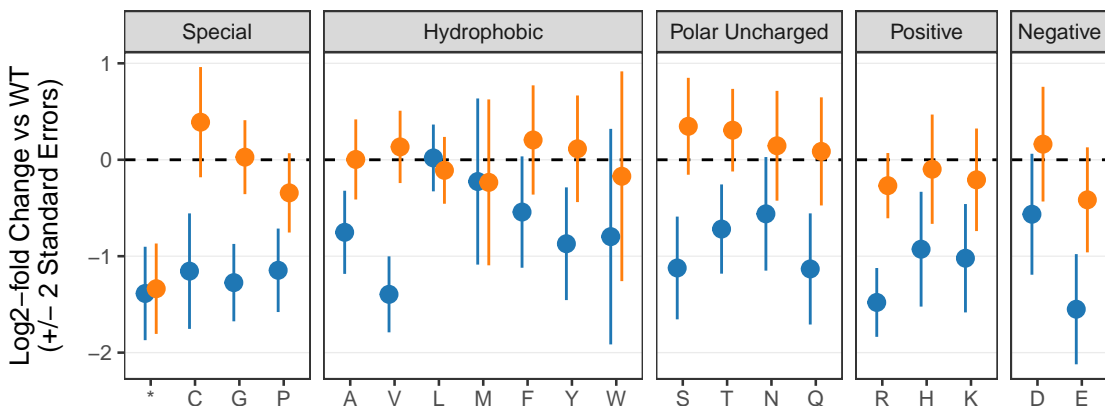 Special
Hydrophobic
Polar Uncharged
Positive
Negative
Log2−fold Change vs WT
(+/− 2 Standard Errors)
1
0
−1
−2
* C G P
A V L M F Y W
S T N Q
R H K
D E